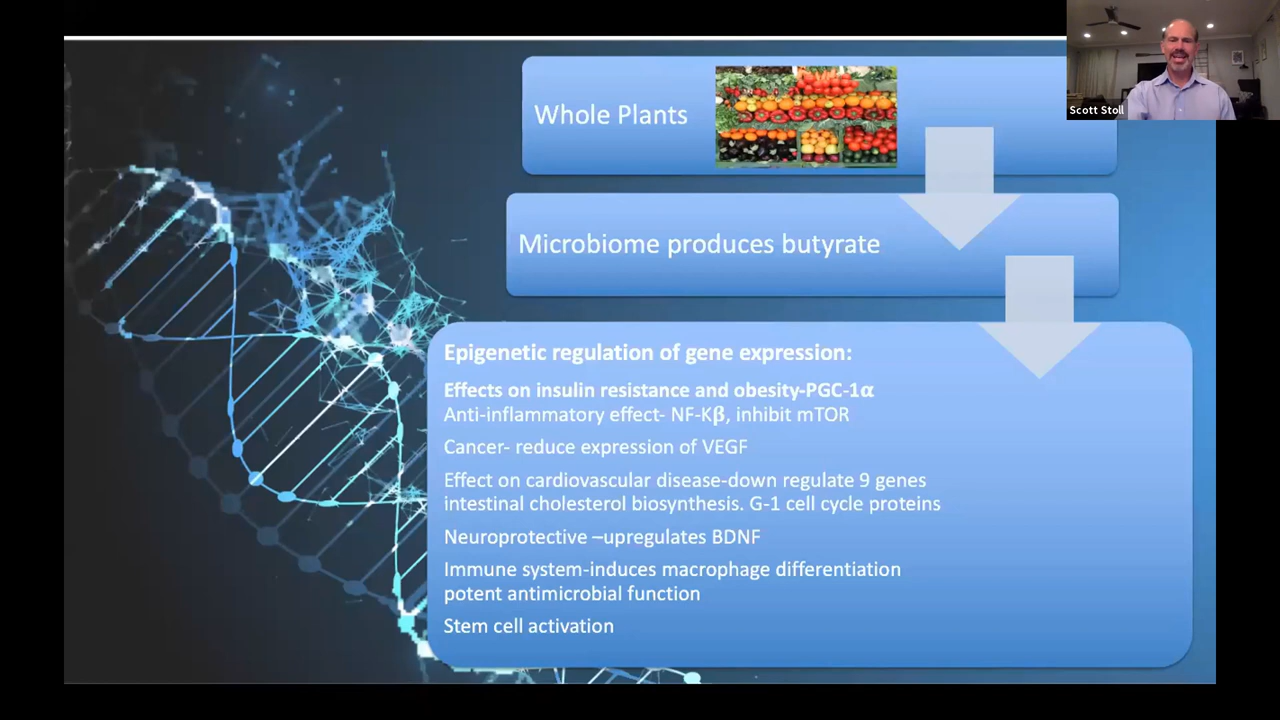 Scott Stoll
Whole Plants
Microbiome produces butyrate
Epigenetic regulation of gene expression:
Effects on insulin resistance and obesity-PGC-1α
Anti-inflammatory effect- NF-Kβ, inhibit mTOR
Cancer- reduce expression of VEGF
Effect on cardiovascular disease-down regulate 9 genes
intestinal cholesterol biosynthesis. G-1 cell cycle proteins
Neuroprotective –upregulates BDNF
Immune system-induces macrophage differentiation
potent antimicrobial function
Stem cell activation